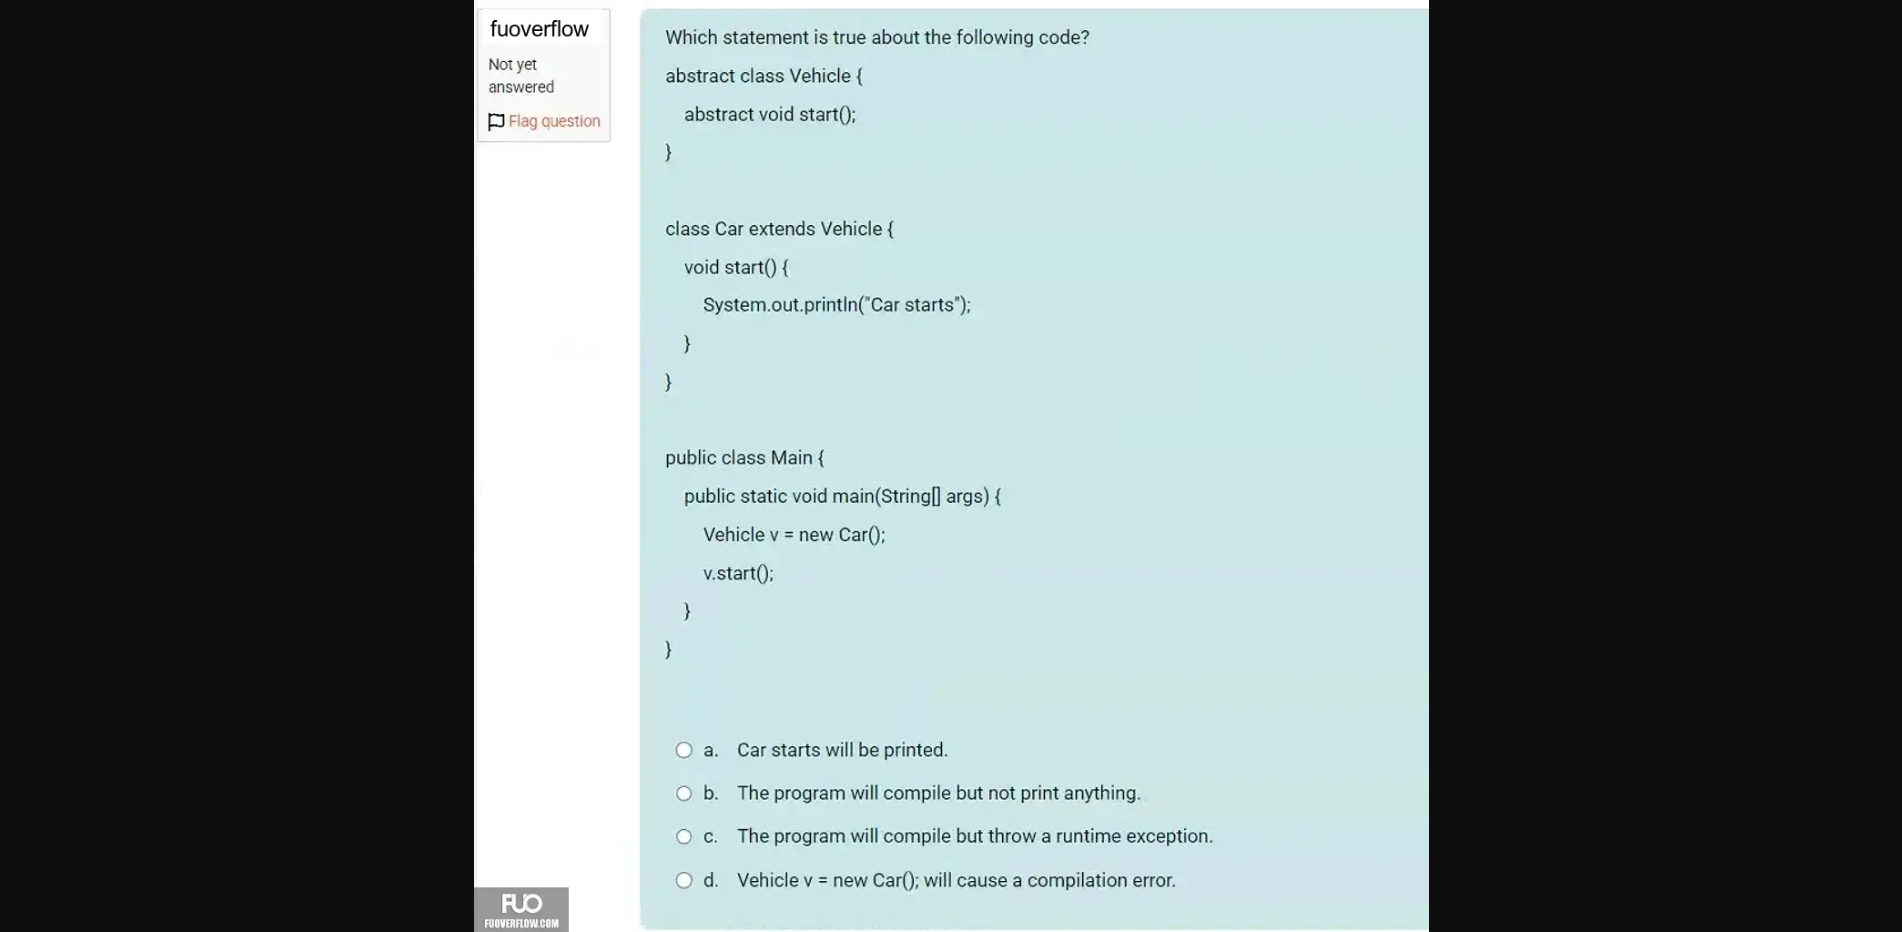 fuoverflow
Not yet
answered
Flag question
Which statement is true about the following code?
abstract class Vehicle {
abstract void start();
}
class Car extends Vehicle {
void start() {
System.out.println("Car starts");
}
}
public class Main {
public static void main(String[] args) {
Vehicle v = new Car();
v.start();
}
}
a. Car starts will be printed.
b. The program will compile but not print anything.
c. The program will compile but throw a runtime exception.
d. Vehicle v = new Car(); will cause a compilation error.
FUO
FUOVERFLOW.COM